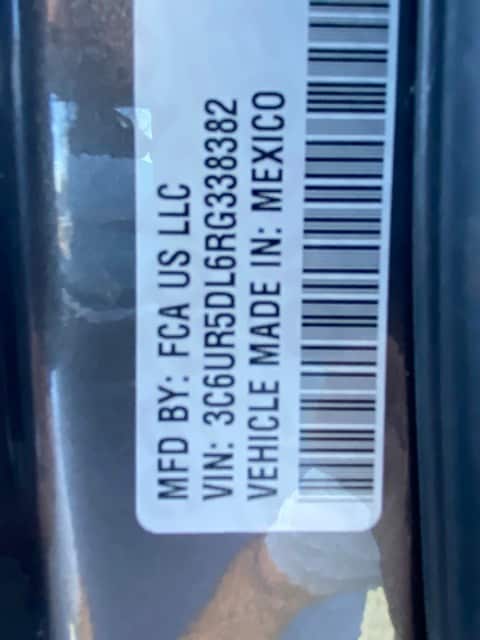 MFD BY: FCA US LLC
VIN: 3C6UR5DL6RG338382
VEHICLE MADE IN: MEXICO